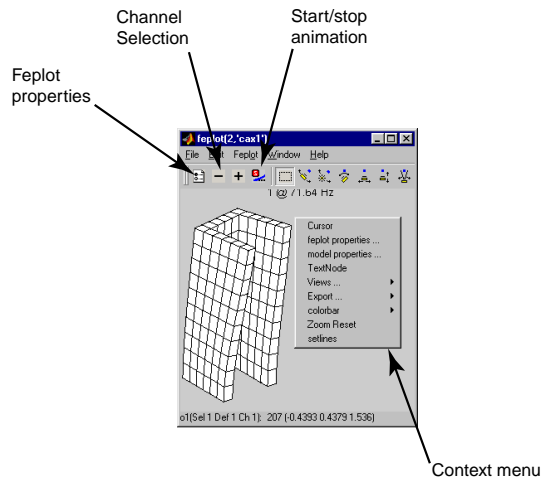 Channel
Selection
Start/stop
animation
Feplot
properties
feplot(2,'cax1')
File Edit Feplot Window Help
1 @ 71.64 Hz
Cursor
feplot properties ...
model properties ...
TextNode
Views ...
Export ...
colorbar
Zoom Reset
setlines
o1(Sel 1 Def 1 Ch 1): 207 (-0.4393 0.4379 1.536)
Context menu